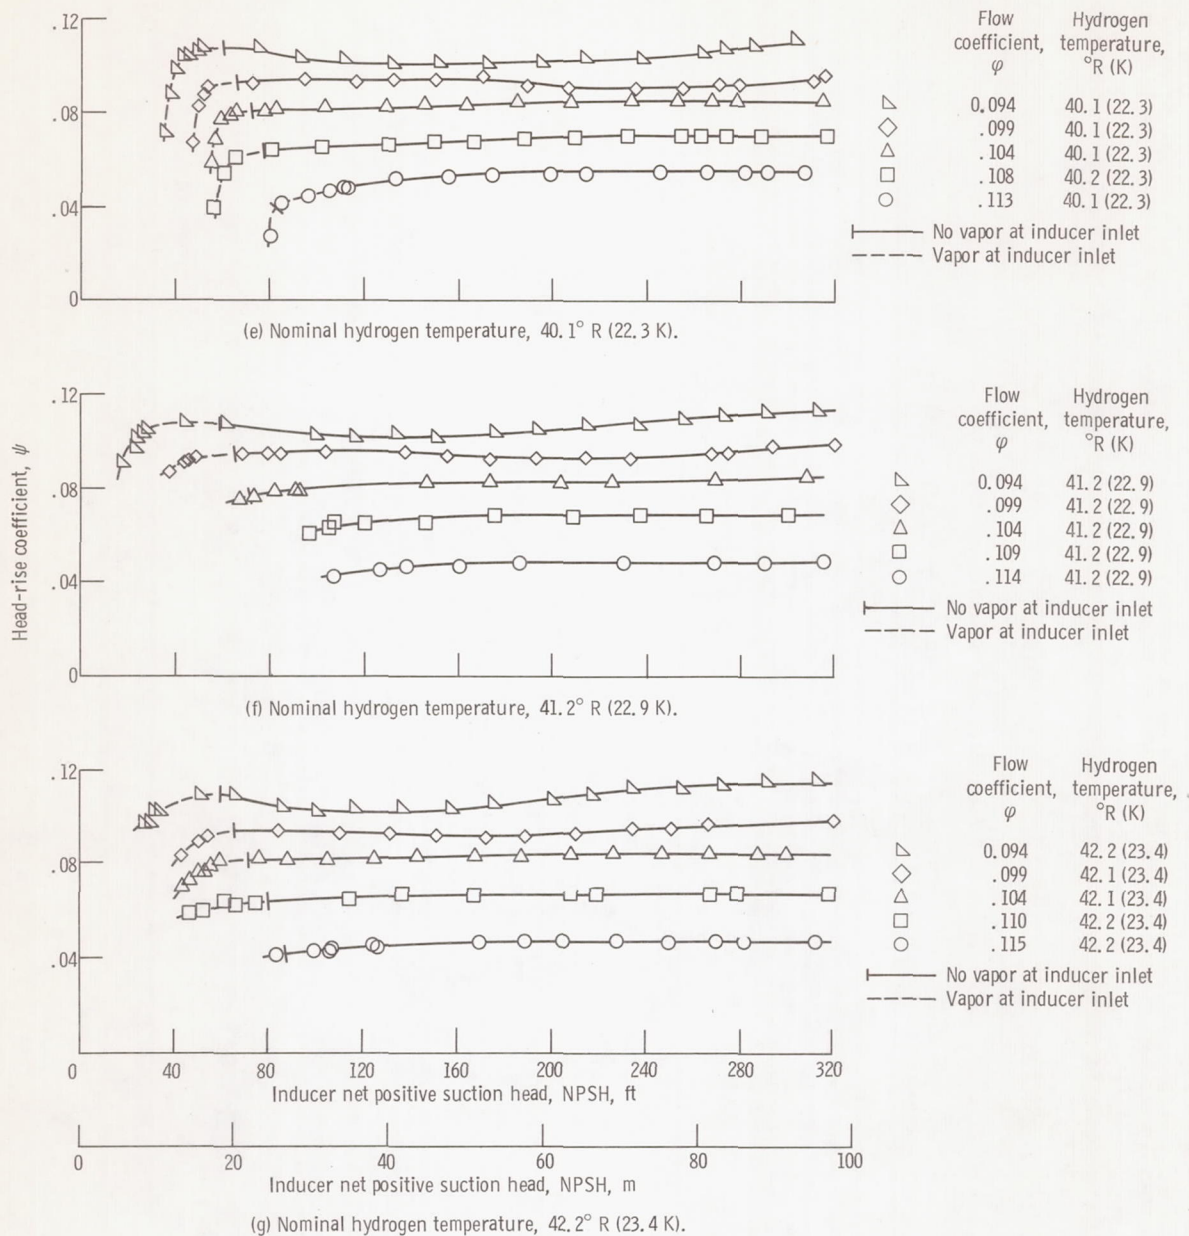 .12
.08
.04
0
Flow coefficient, φ
Hydrogen temperature, °R (K)
0.094 40.1 (22.3)
.099 40.1 (22.3)
.104 40.1 (22.3)
.108 40.2 (22.3)
.113 40.1 (22.3)
No vapor at inducer inlet
Vapor at inducer inlet
(e) Nominal hydrogen temperature, 40.1° R (22.3 K).
Head-rise coefficient, ψ
.12
.08
.04
0
Flow coefficient, φ
Hydrogen temperature, °R (K)
0.094 41.2 (22.9)
.099 41.2 (22.9)
.104 41.2 (22.9)
.109 41.2 (22.9)
.114 41.2 (22.9)
No vapor at inducer inlet
Vapor at inducer inlet
(f) Nominal hydrogen temperature, 41.2° R (22.9 K).
.12
.08
.04
Flow coefficient, φ
Hydrogen temperature, °R (K)
0.094 42.2 (23.4)
.099 42.1 (23.4)
.104 42.1 (23.4)
.110 42.2 (23.4)
.115 42.2 (23.4)
No vapor at inducer inlet
Vapor at inducer inlet
0 40 80 120 160 200 240 280 320
Inducer net positive suction head, NPSH, ft
0 20 40 60 80 100
Inducer net positive suction head, NPSH, m
(g) Nominal hydrogen temperature, 42.2° R (23.4 K).